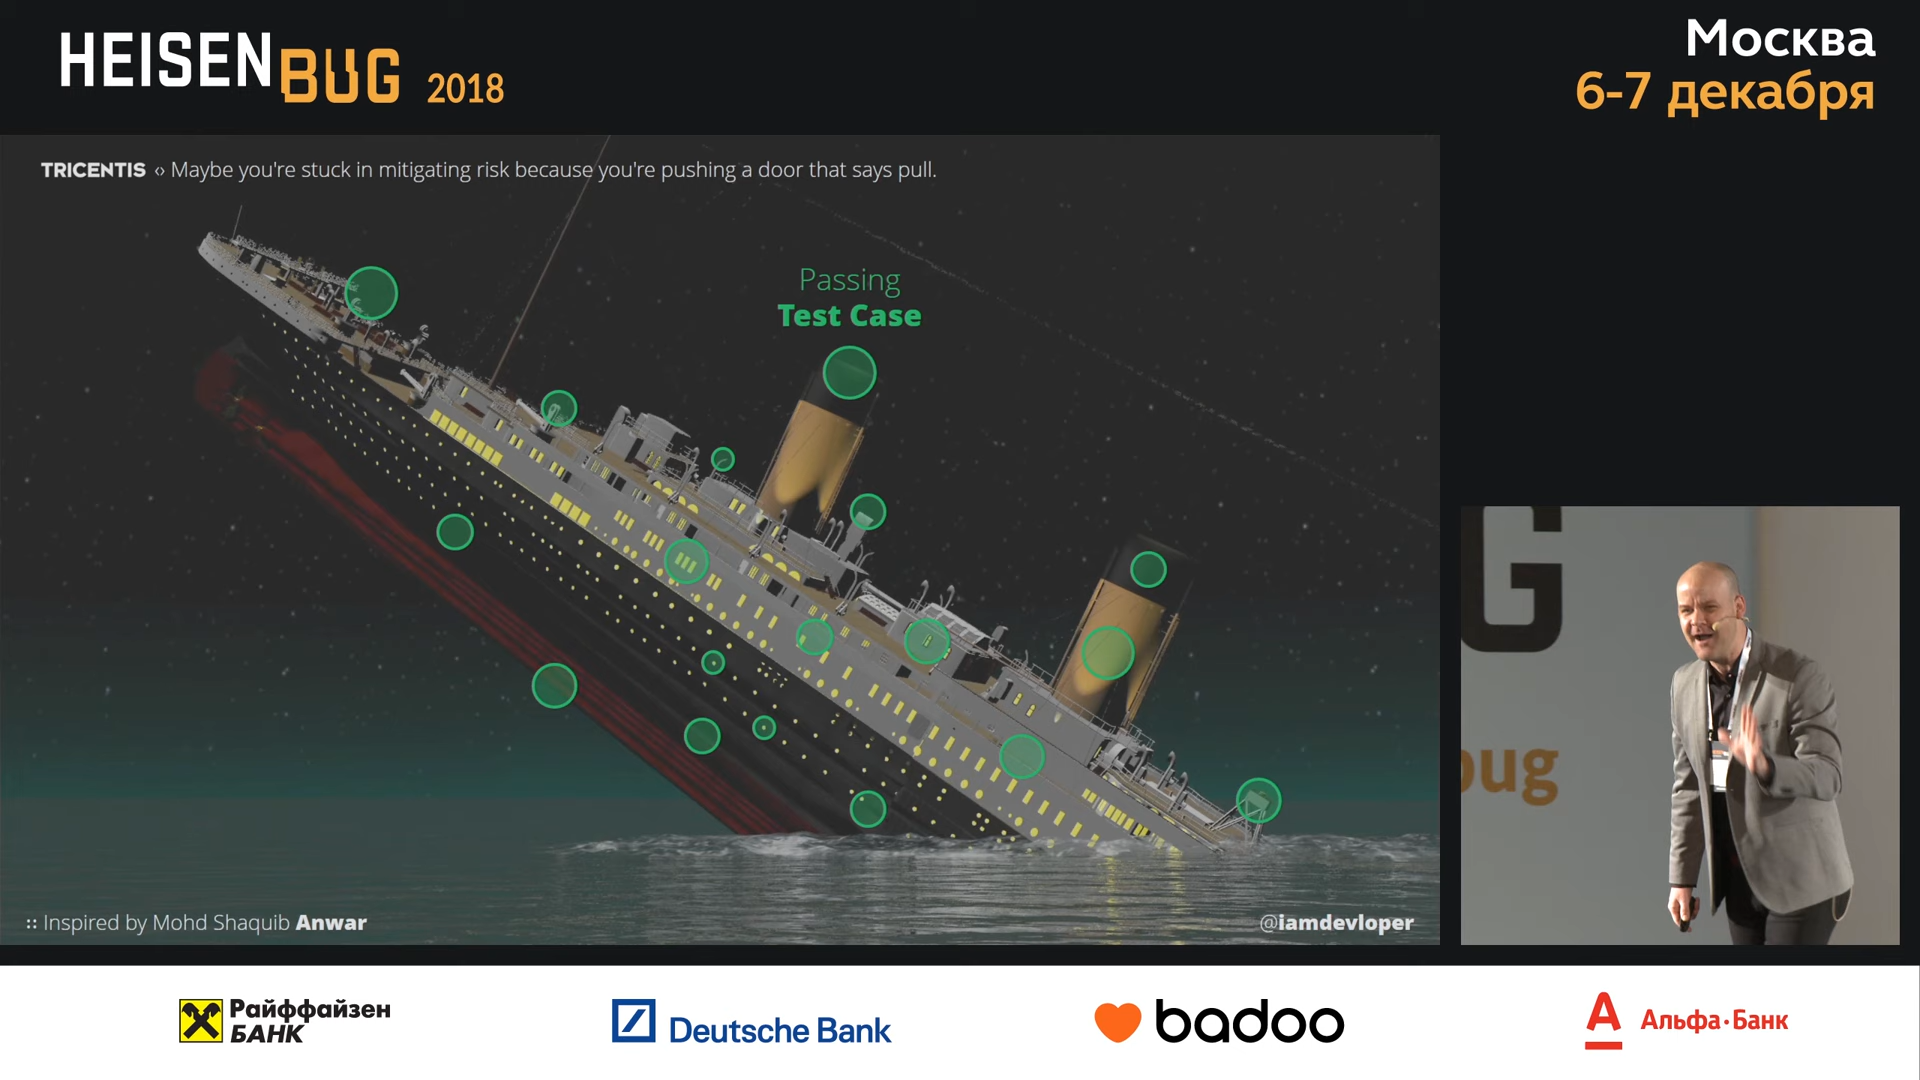 HEISENBUG 2018
Москва
6-7 декабря
TRICENTIS ‹› Maybe you're stuck in mitigating risk because you're pushing a door that says pull.
Passing
Test Case
:: Inspired by Mohd Shaquib Anwar
@iamdevloper
G
bug
Райффайзен
БАНК
Deutsche Bank
badoo
Альфа·Банк